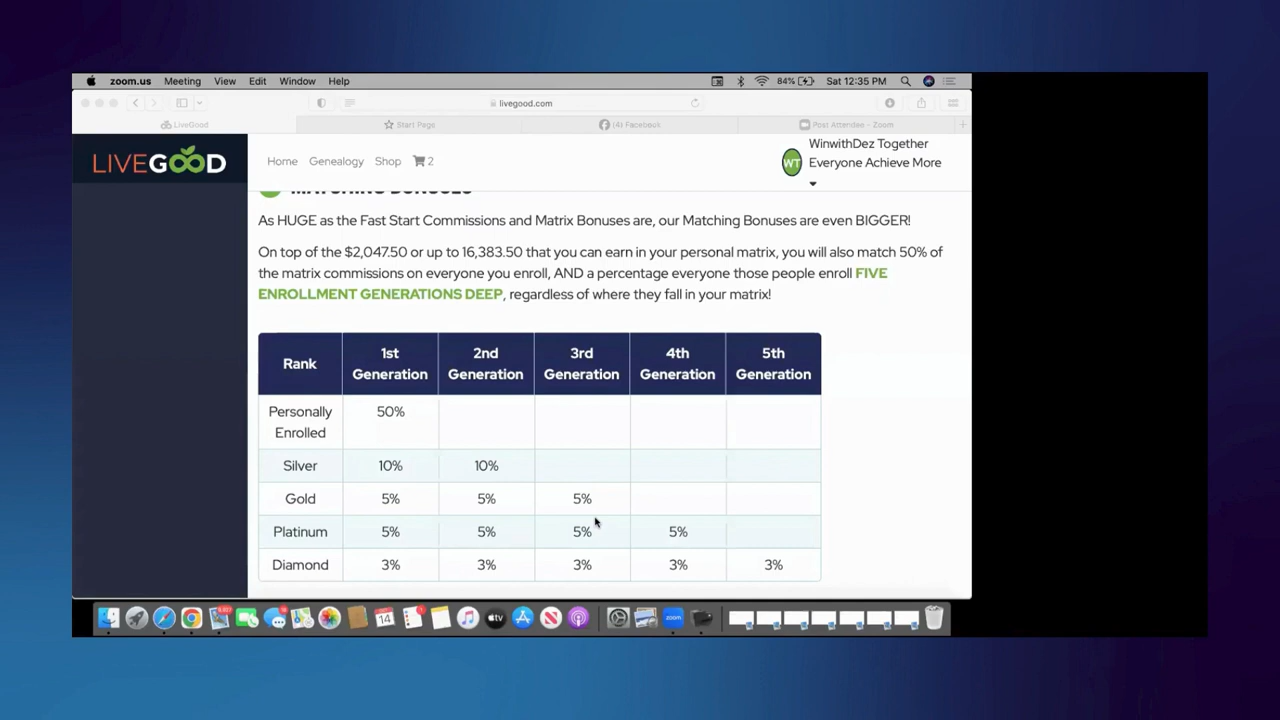 zoom.us Meeting View Edit Window Help 84% Sat 12:35 PM
livegood.com
LiveGood Start Page (4) Facebook Post Attendee - Zoom
LIVEGOOD Home Genealogy Shop 2 WT WinwithDez Together
Everyone Achieve More
MATCHING BONUSES
As HUGE as the Fast Start Commissions and Matrix Bonuses are, our Matching Bonuses are even BIGGER!
On top of the $2,047.50 or up to 16,383.50 that you can earn in your personal matrix, you will also match 50% of
the matrix commissions on everyone you enroll, AND a percentage everyone those people enroll FIVE
ENROLLMENT GENERATIONS DEEP, regardless of where they fall in your matrix!
Rank 1st Generation 2nd Generation 3rd Generation 4th Generation 5th Generation
Personally Enrolled 50%
Silver 10% 10%
Gold 5% 5% 5%
Platinum 5% 5% 5% 5%
Diamond 3% 3% 3% 3% 3%
14 tv zoom